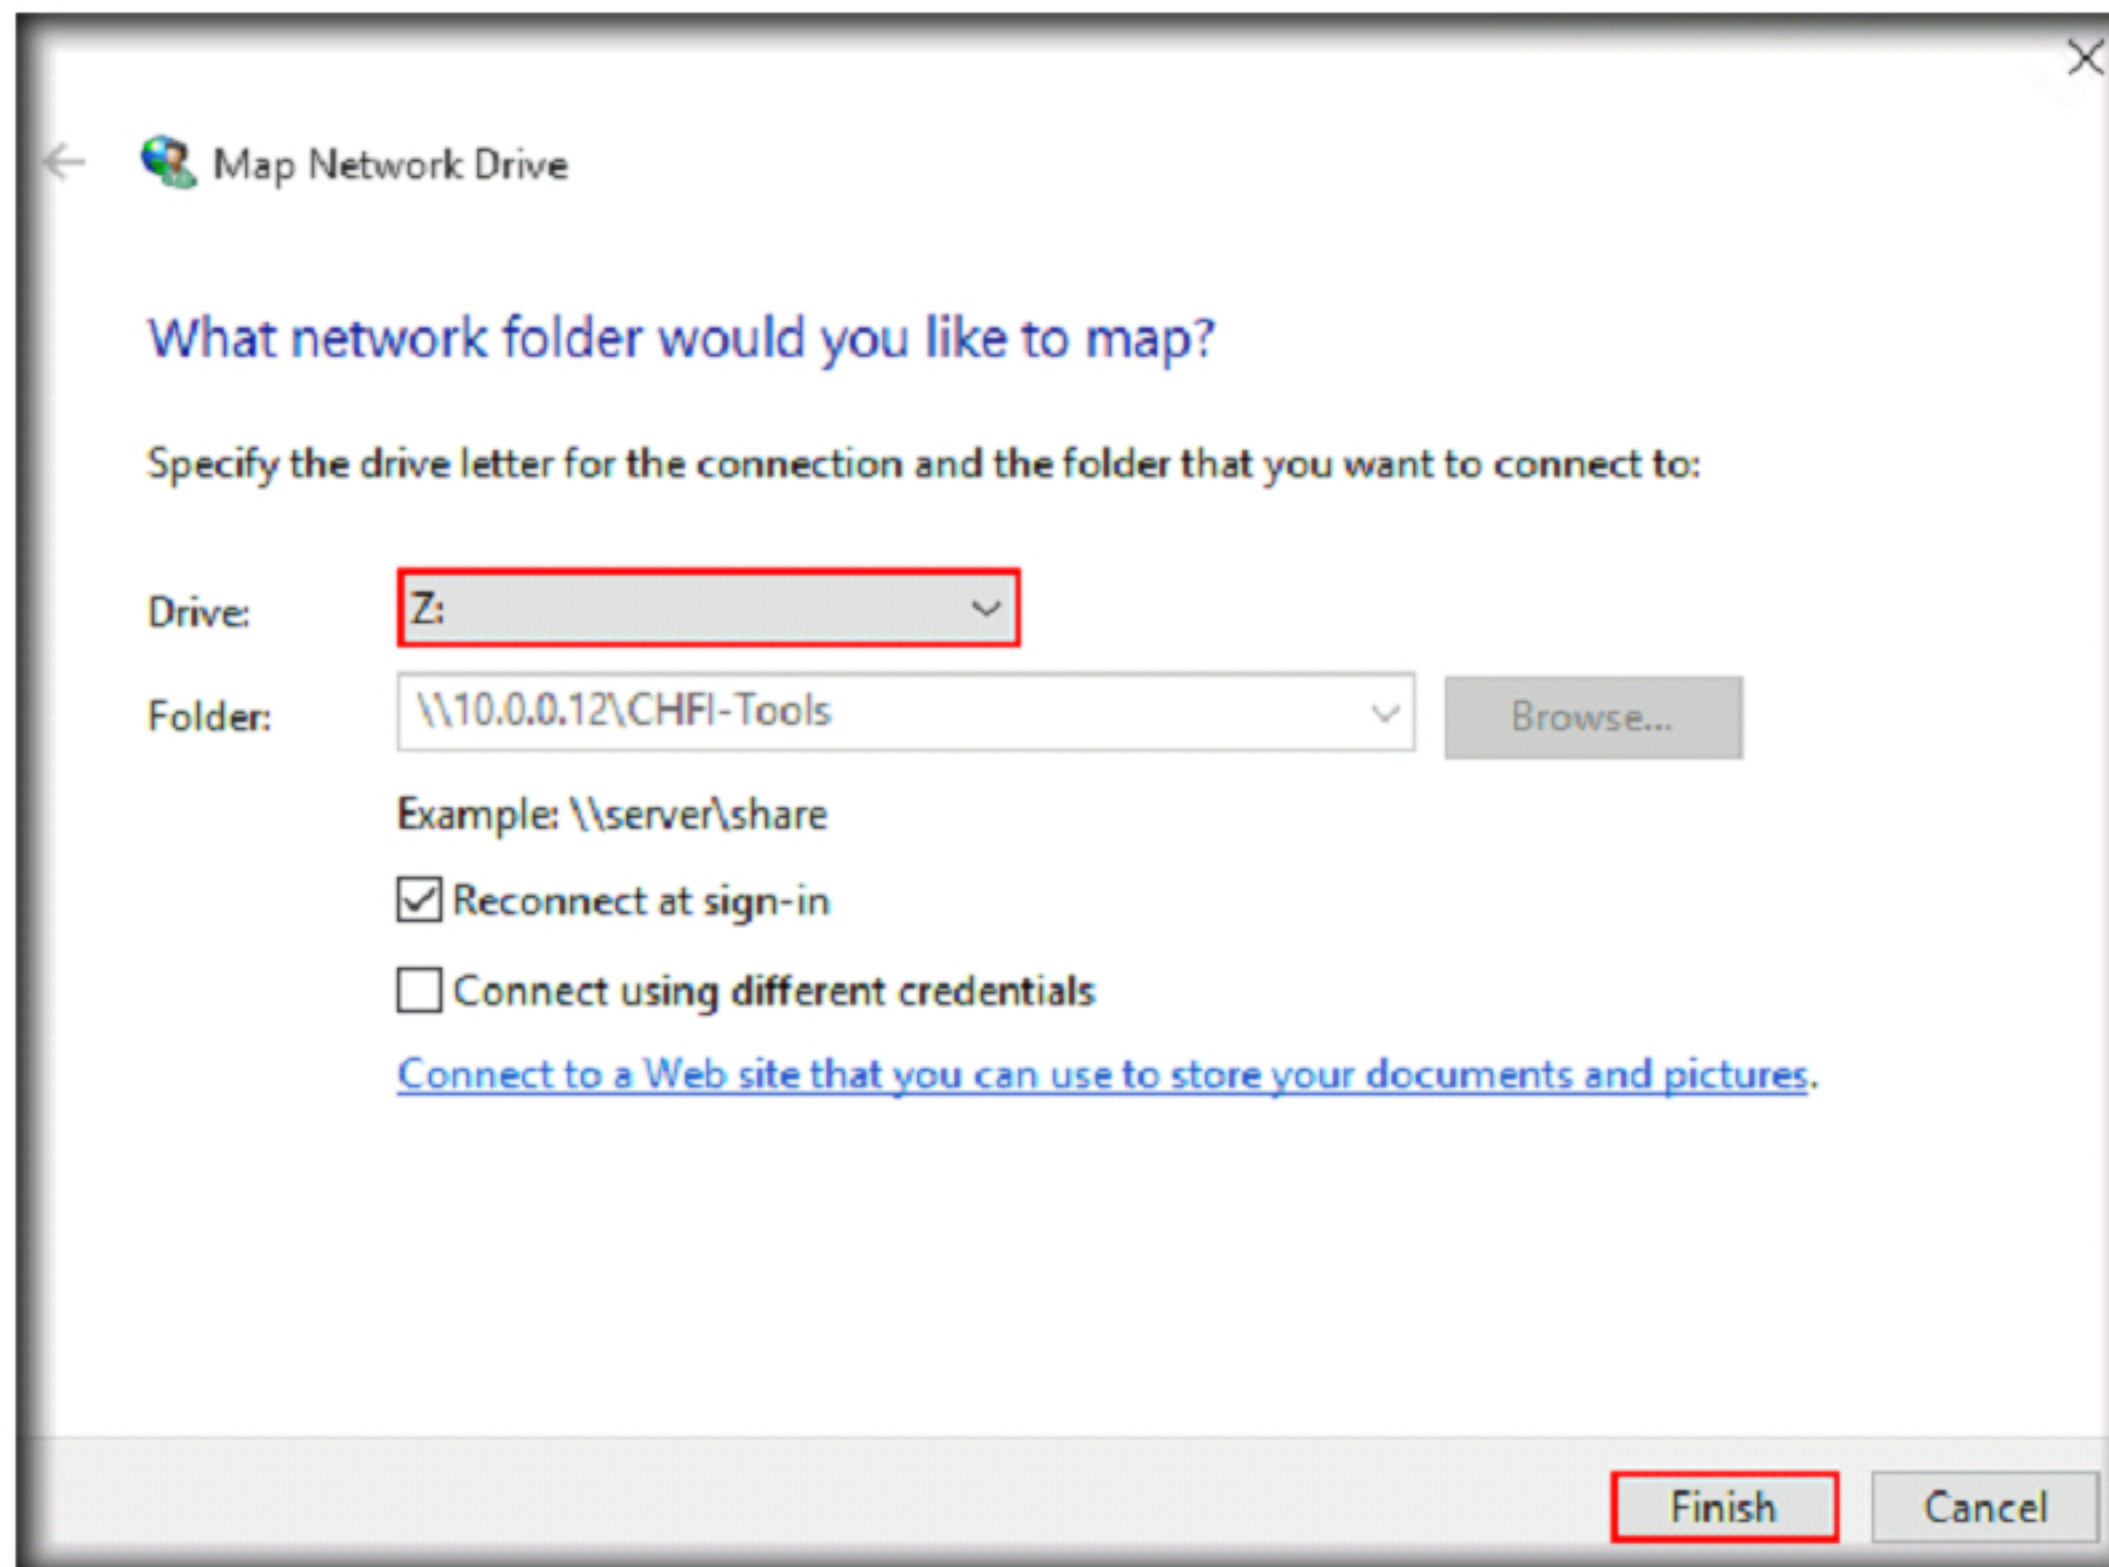 Map Network Drive
What network folder would you like to map?
Specify the drive letter for the connection and the folder that you want to connect to:
Drive: Z:
Folder: \\10.0.0.12\CHFI-Tools Browse...
Example: \\server\share
Reconnect at sign-in
Connect using different credentials
Connect to a Web site that you can use to store your documents and pictures.
Finish Cancel